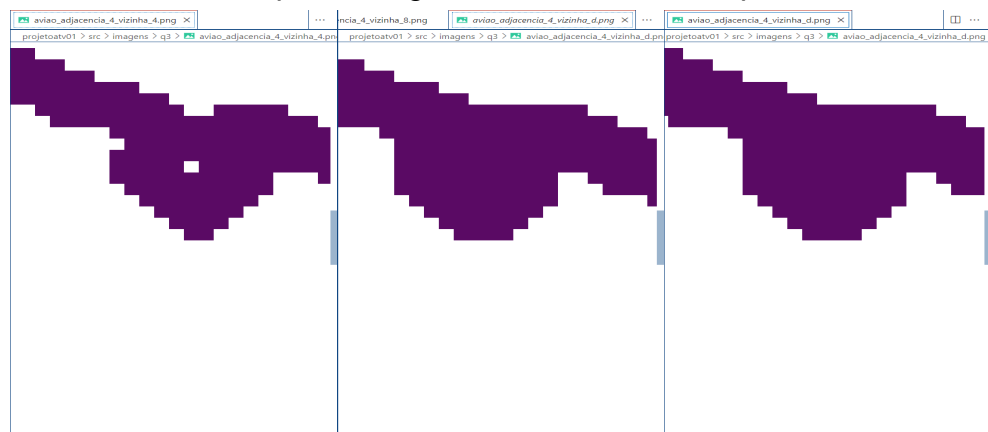 aviao_adjacencia_4_vizinha_4.png × ···
projetoatv01 > src > imagens > q3 > aviao_adjacencia_4_vizinha_4.pn
encia_4_vizinha_8.png aviao_adjacencia_4_vizinha_d.png × ···
projetoatv01 > src > imagens > q3 > aviao_adjacencia_4_vizinha_d.pn
aviao_adjacencia_4_vizinha_d.png × ···
projetoatv01 > src > imagens > q3 > aviao_adjacencia_4_vizinha_d.png